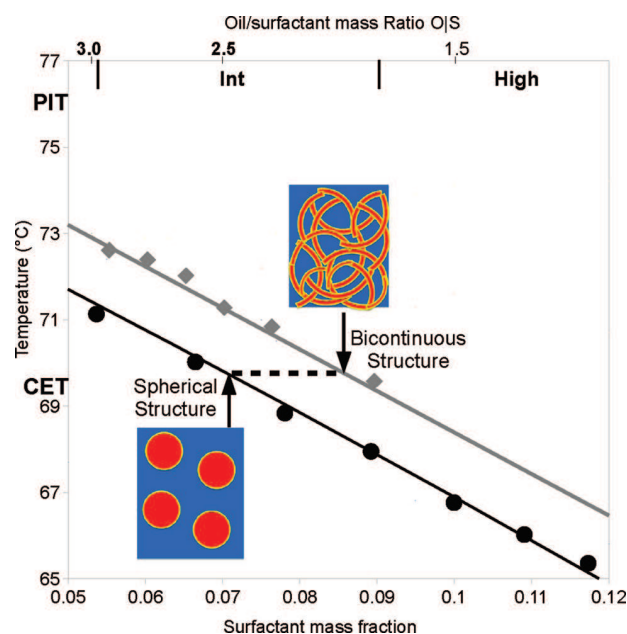 Oil/surfactant mass Ratio O|S
3.0 2.5 1.5
77
Int High
PIT
75
73
71
Temperature (°C)
Bicontinuous
Structure
CET
Spherical
Structure
69
67
65
0.05 0.06 0.07 0.08 0.09 0.1 0.11 0.12
Surfactant mass fraction